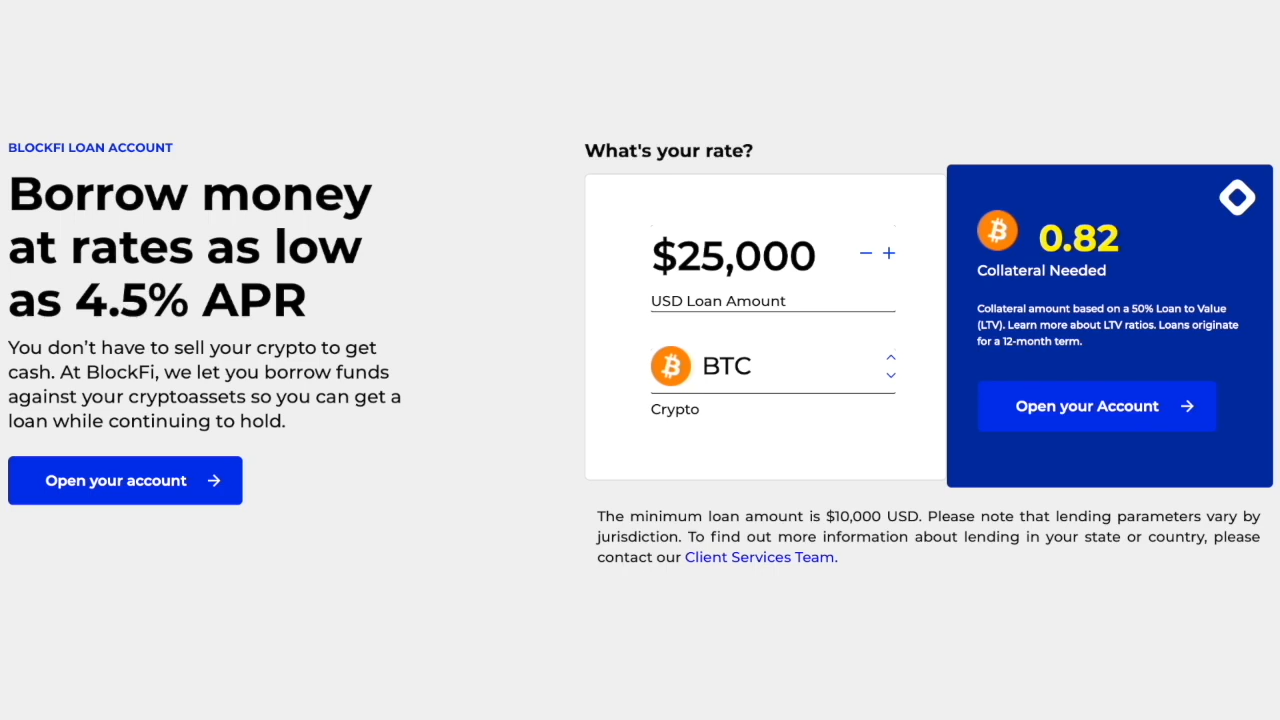 BLOCKFI LOAN ACCOUNT
Borrow money
at rates as low
as 4.5% APR
You don’t have to sell your crypto to get
cash. At BlockFi, we let you borrow funds
against your cryptoassets so you can get a
loan while continuing to hold.
Open your account →
What's your rate?
$25,000 − +
USD Loan Amount
BTC
Crypto
0.82
Collateral Needed
Collateral amount based on a 50% Loan to Value
(LTV). Learn more about LTV ratios. Loans originate
for a 12-month term.
Open your Account →
The minimum loan amount is $10,000 USD. Please note that lending parameters vary by
jurisdiction. To find out more information about lending in your state or country, please
contact our Client Services Team.